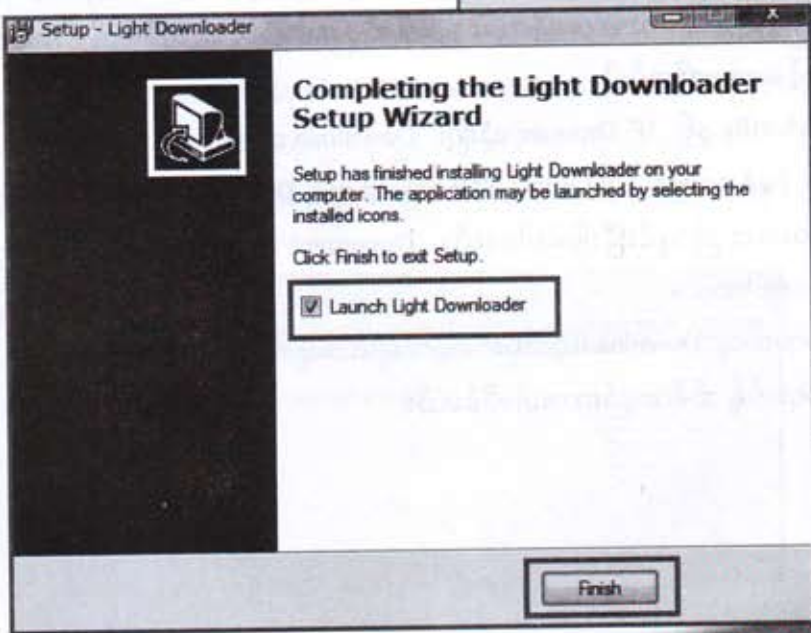 Setup - Light Downloader
Completing the Light Downloader
Setup Wizard
Setup has finished installing Light Downloader on your
computer. The application may be launched by selecting the
installed icons.
Click Finish to exit Setup.
Launch Light Downloader
Finish